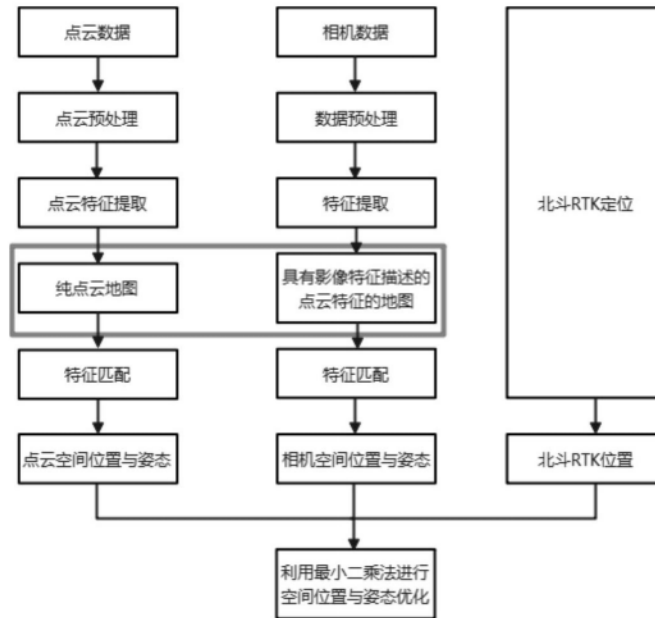 点云数据
点云预处理
点云特征提取
纯点云地图
特征匹配
点云空间位置与姿态
相机数据
数据预处理
特征提取
具有影像特征描述的
点云特征的地图
特征匹配
相机空间位置与姿态
北斗RTK定位
北斗RTK位置
利用最小二乘法进行
空间位置与姿态优化